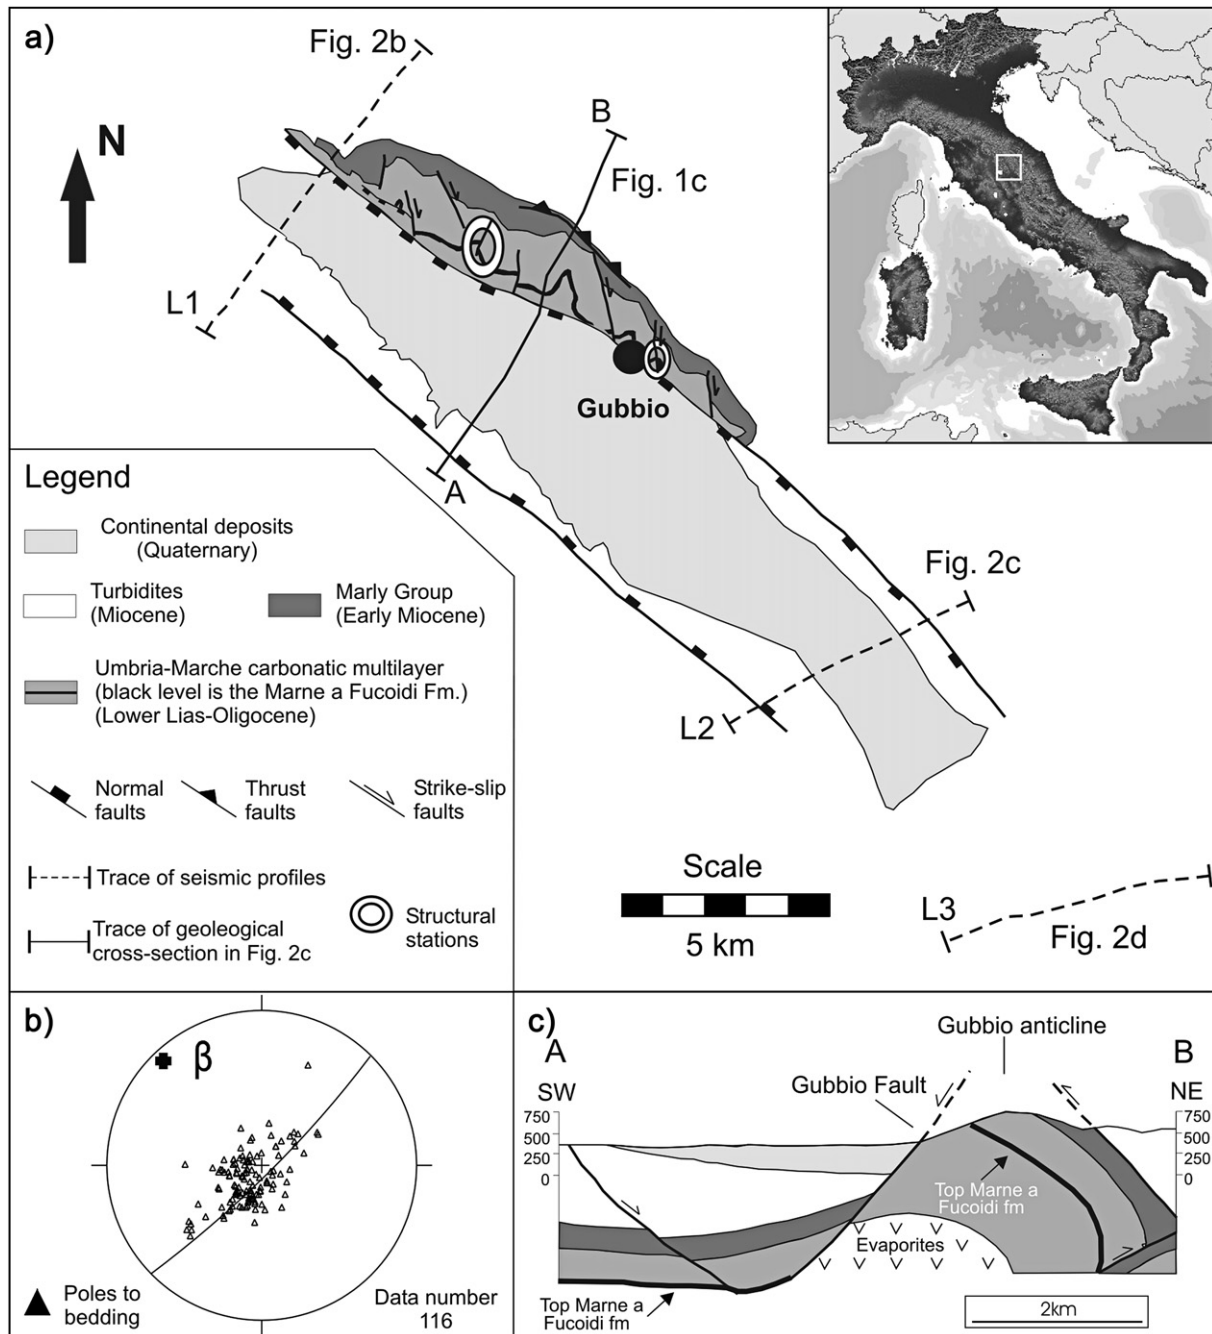 a)
Fig. 2b
B
N
Fig. 1c
L1
Gubbio
A
Legend
Continental deposits
(Quaternary)
Turbidites
(Miocene)
Marly Group
(Early Miocene)
Umbria-Marche carbonatic multilayer
(black level is the Marne a Fucoidi Fm.)
(Lower Lias-Oligocene)
Normal
faults
Thrust
faults
Strike-slip
faults
Trace of seismic profiles
Trace of geoleogical
cross-section in Fig. 2c
Structural
stations
Fig. 2c
L2
Scale
5 km
L3
Fig. 2d
b)
β
Poles to
bedding
Data number
116
c)
Gubbio anticline
A
B
SW
Gubbio Fault
NE
750
500
250
0
750
500
250
0
Top Marne a
Fucoidi fm
Evaporites
Top Marne a
Fucoidi fm
2km